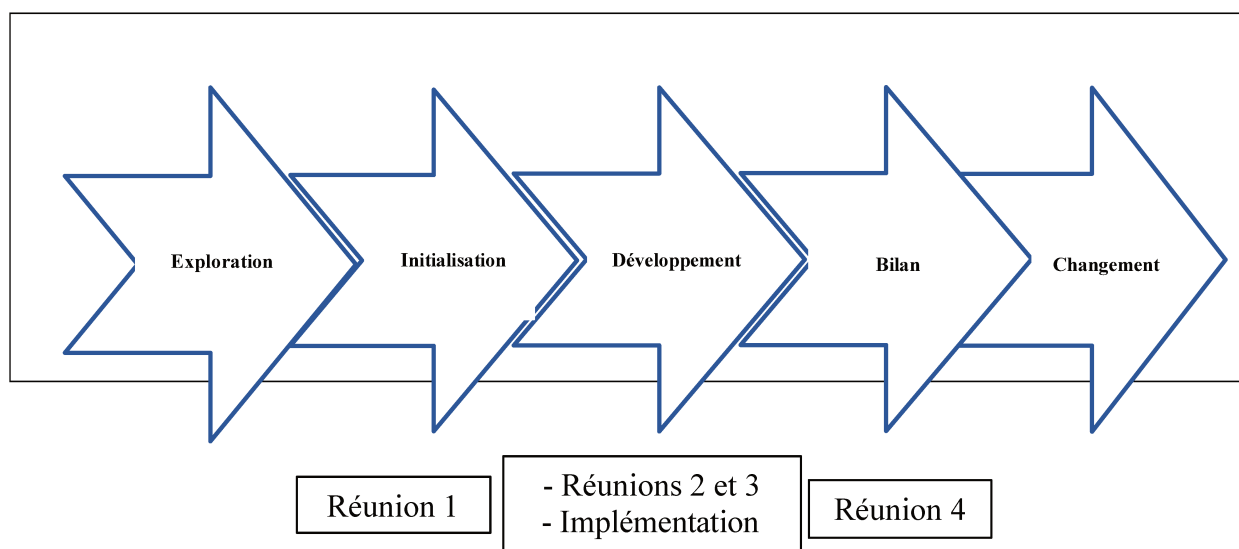 Exploration
Initialisation
Développement
Bilan
Changement
Réunion 1
- Réunions 2 et 3
- Implémentation
Réunion 4